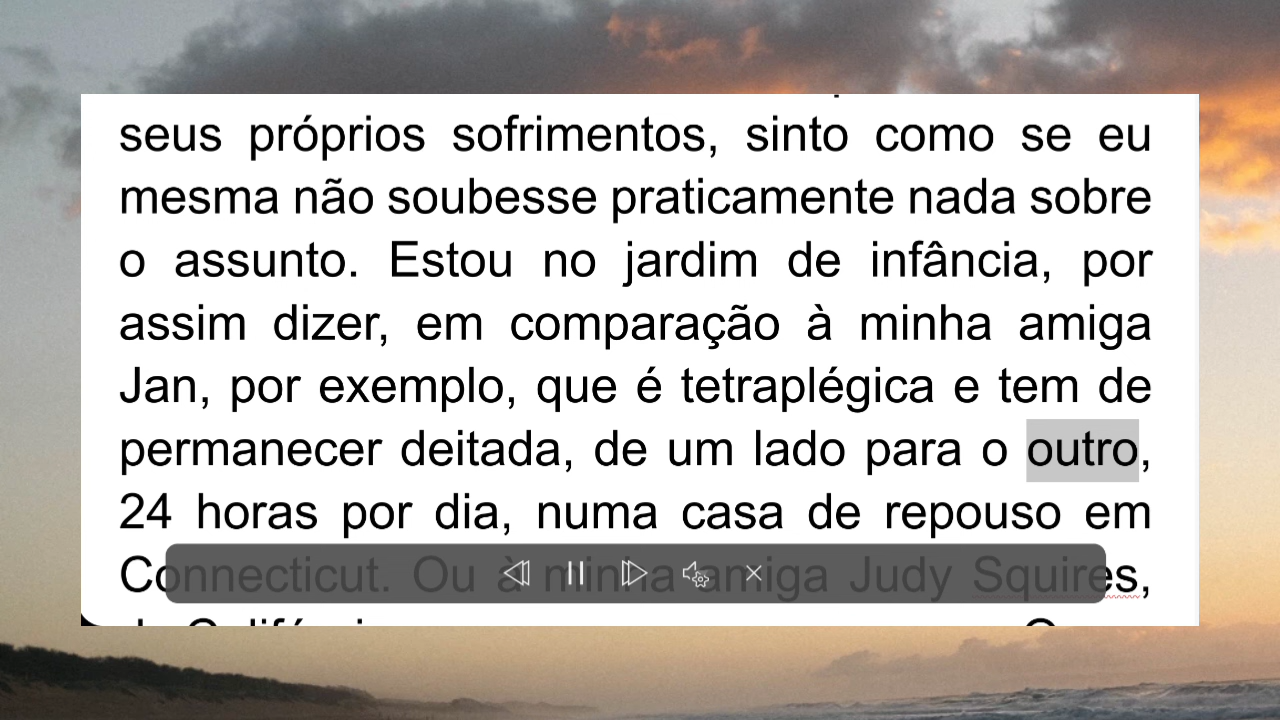 seus próprios sofrimentos, sinto como se eu
mesma não soubesse praticamente nada sobre
o assunto. Estou no jardim de infância, por
assim dizer, em comparação à minha amiga
Jan, por exemplo, que é tetraplégica e tem de
permanecer deitada, de um lado para o outro,
24 horas por dia, numa casa de repouso em
Connecticut. Ou à minha amiga Judy Squires,